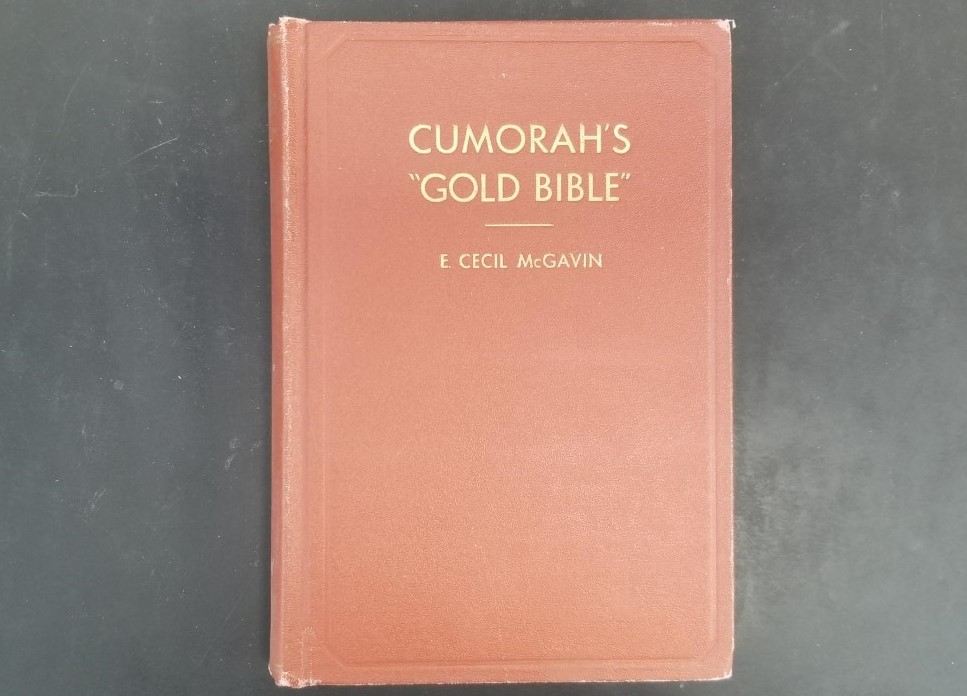 CUMORAH'S
"GOLD BIBLE"
E. CECIL McGAVIN